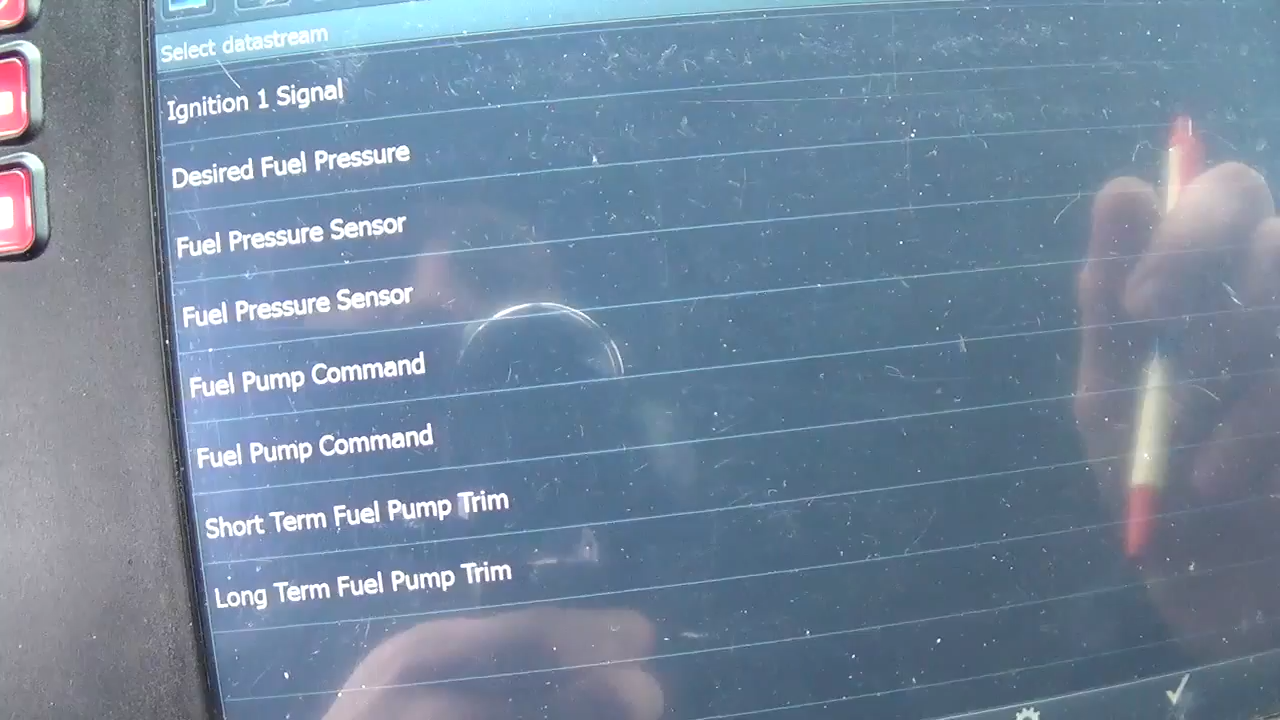 Select datastream
Ignition 1 Signal
Desired Fuel Pressure
Fuel Pressure Sensor
Fuel Pressure Sensor
Fuel Pump Command
Fuel Pump Command
Short Term Fuel Pump Trim
Long Term Fuel Pump Trim